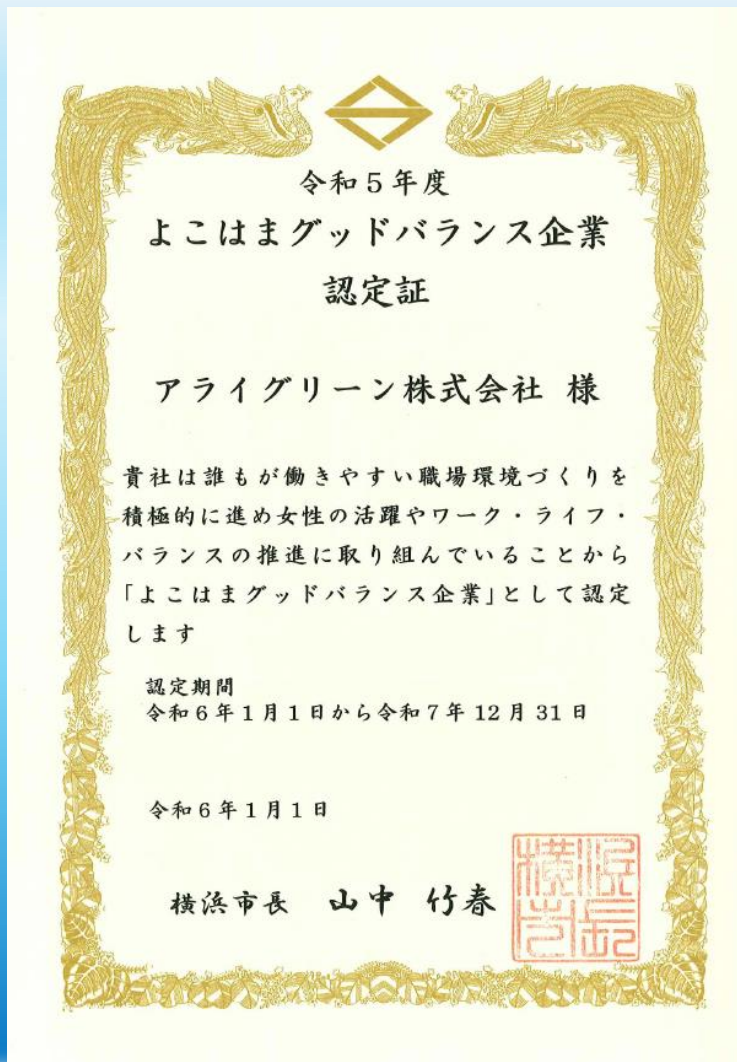 令和5年度
よこはまグッドバランス企業
認定証
アライグリーン株式会社 様
貴社は誰もが働きやすい職場環境づくりを
積極的に進め女性の活躍やワーク・ライフ・
バランスの推進に取り組んでいることから
「よこはまグッドバランス企業」として認定
します
認定期間
令和6年1月1日から令和7年12月31日
令和6年1月1日
横浜市長 山中 竹春
横浜市長